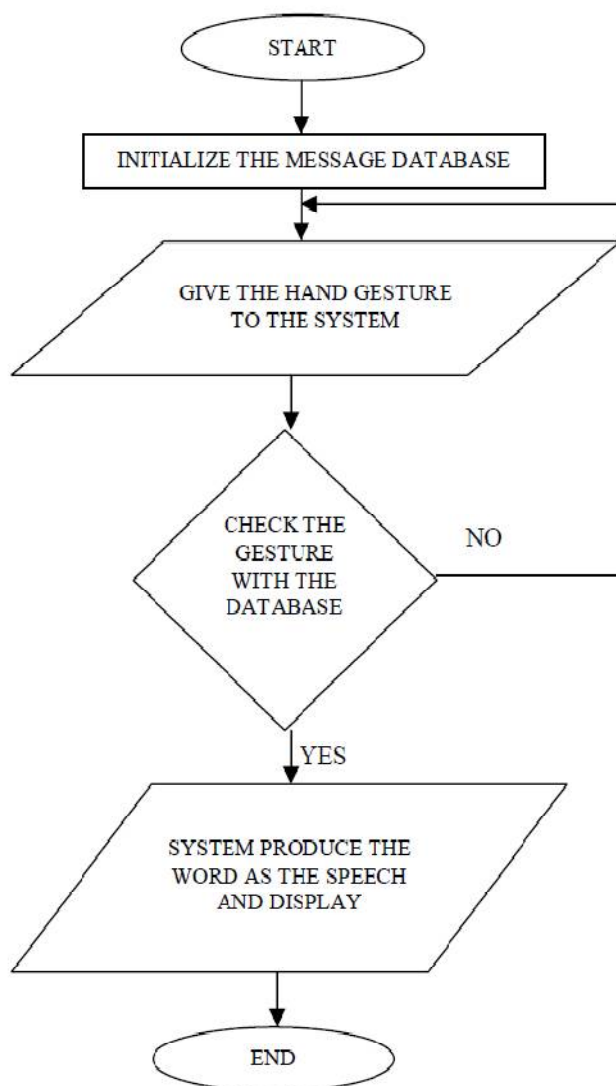 START
INITIALIZE THE MESSAGE DATABASE
GIVE THE HAND GESTURE
TO THE SYSTEM
CHECK THE
GESTURE
WITH THE
DATABASE
NO
YES
SYSTEM PRODUCE THE
WORD AS THE SPEECH
AND DISPLAY
END